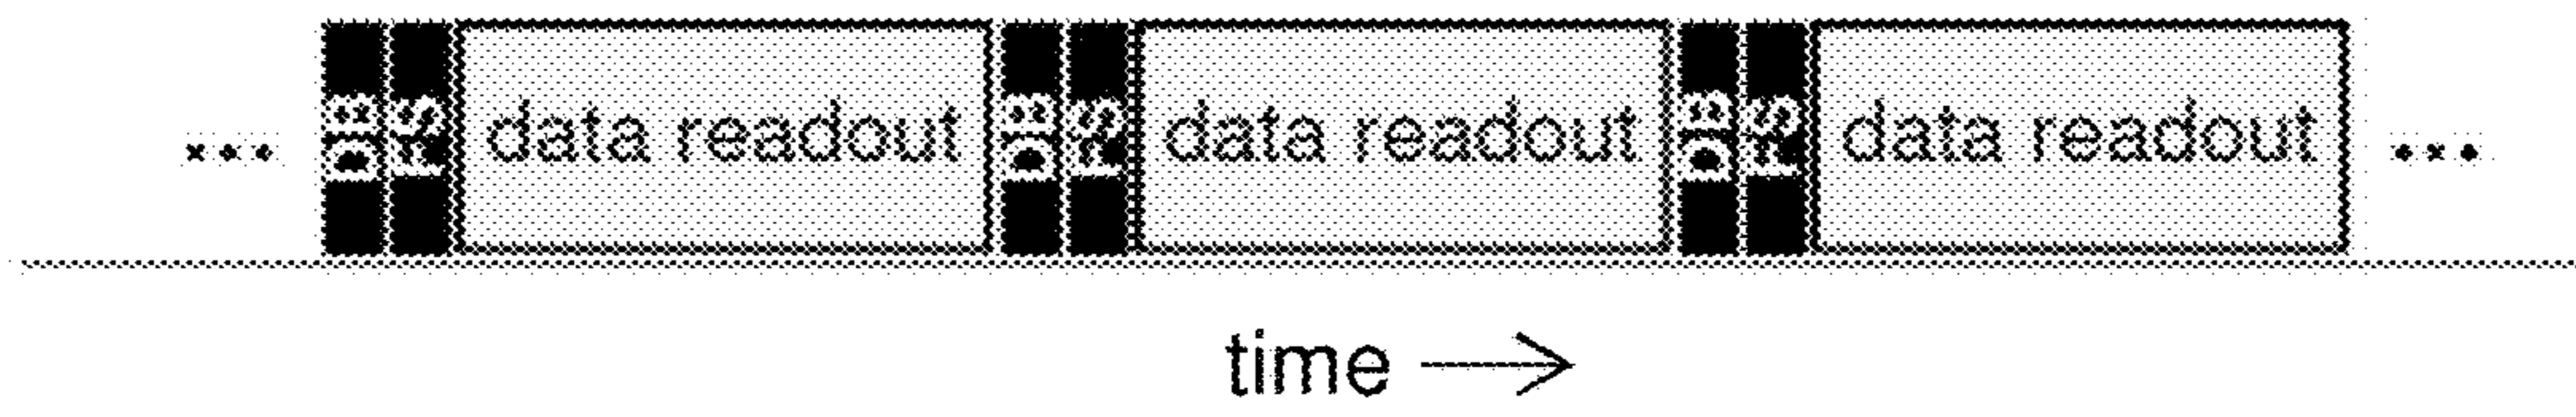 ... data readout data readout data readout ...
time →